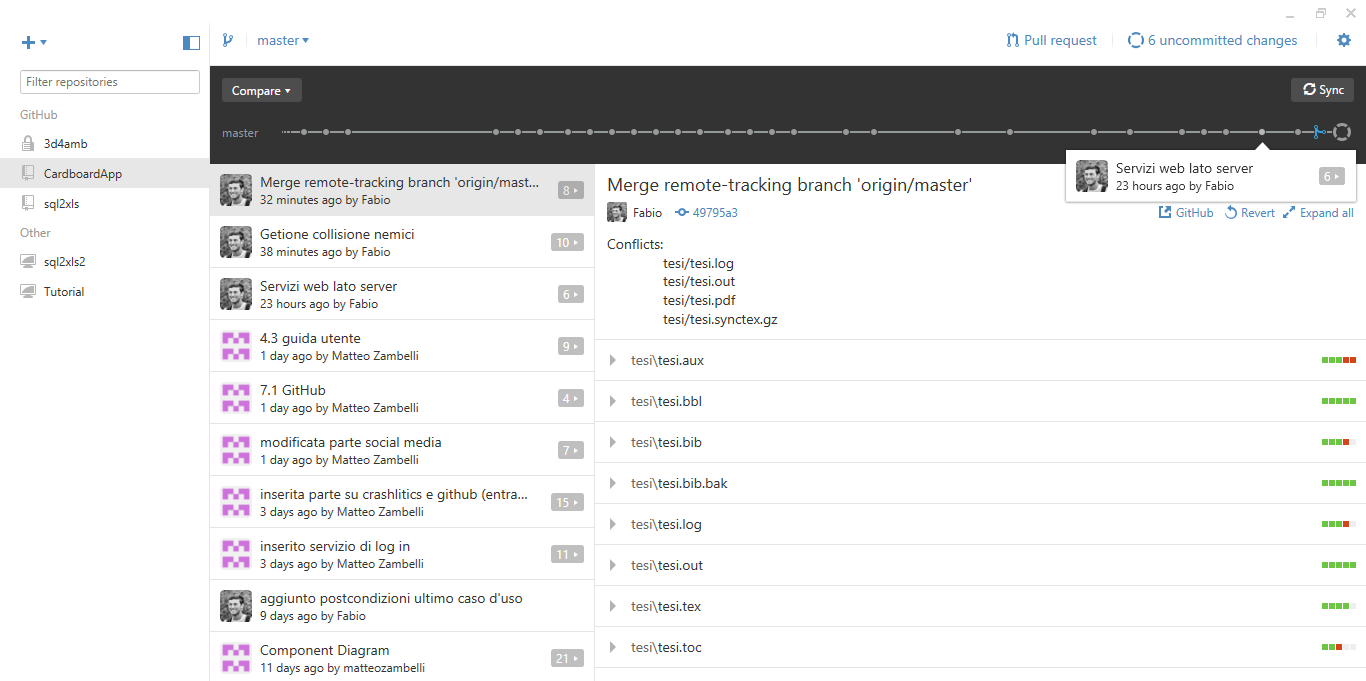 master
Pull request
6 uncommitted changes
Filter repositories
GitHub
3d4amb
CardboardApp
sql2xls
Other
sql2xls2
Tutorial
Compare
Sync
master
Servizi web lato server
23 hours ago by Fabio
6
Merge remote-tracking branch 'origin/mast...
32 minutes ago by Fabio
8
Getione collisione nemici
38 minutes ago by Fabio
10
Servizi web lato server
23 hours ago by Fabio
6
4.3 guida utente
1 day ago by Matteo Zambelli
9
7.1 GitHub
1 day ago by Matteo Zambelli
4
modificata parte social media
1 day ago by Matteo Zambelli
7
inserita parte su crashlitics e github (entra...
3 days ago by Matteo Zambelli
15
inserito servizio di log in
3 days ago by Matteo Zambelli
11
aggiunto postcondizioni ultimo caso d'uso
9 days ago by Fabio
Component Diagram
11 days ago by matteozambelli
21
Merge remote-tracking branch 'origin/master'
Fabio 49795a3
GitHub Revert Expand all
Conflicts:
tesi/tesi.log
tesi/tesi.out
tesi/tesi.pdf
tesi/tesi.synctex.gz
tesi\tesi.aux
tesi\tesi.bbl
tesi\tesi.bib
tesi\tesi.bib.bak
tesi\tesi.log
tesi\tesi.out
tesi\tesi.tex
tesi\tesi.toc